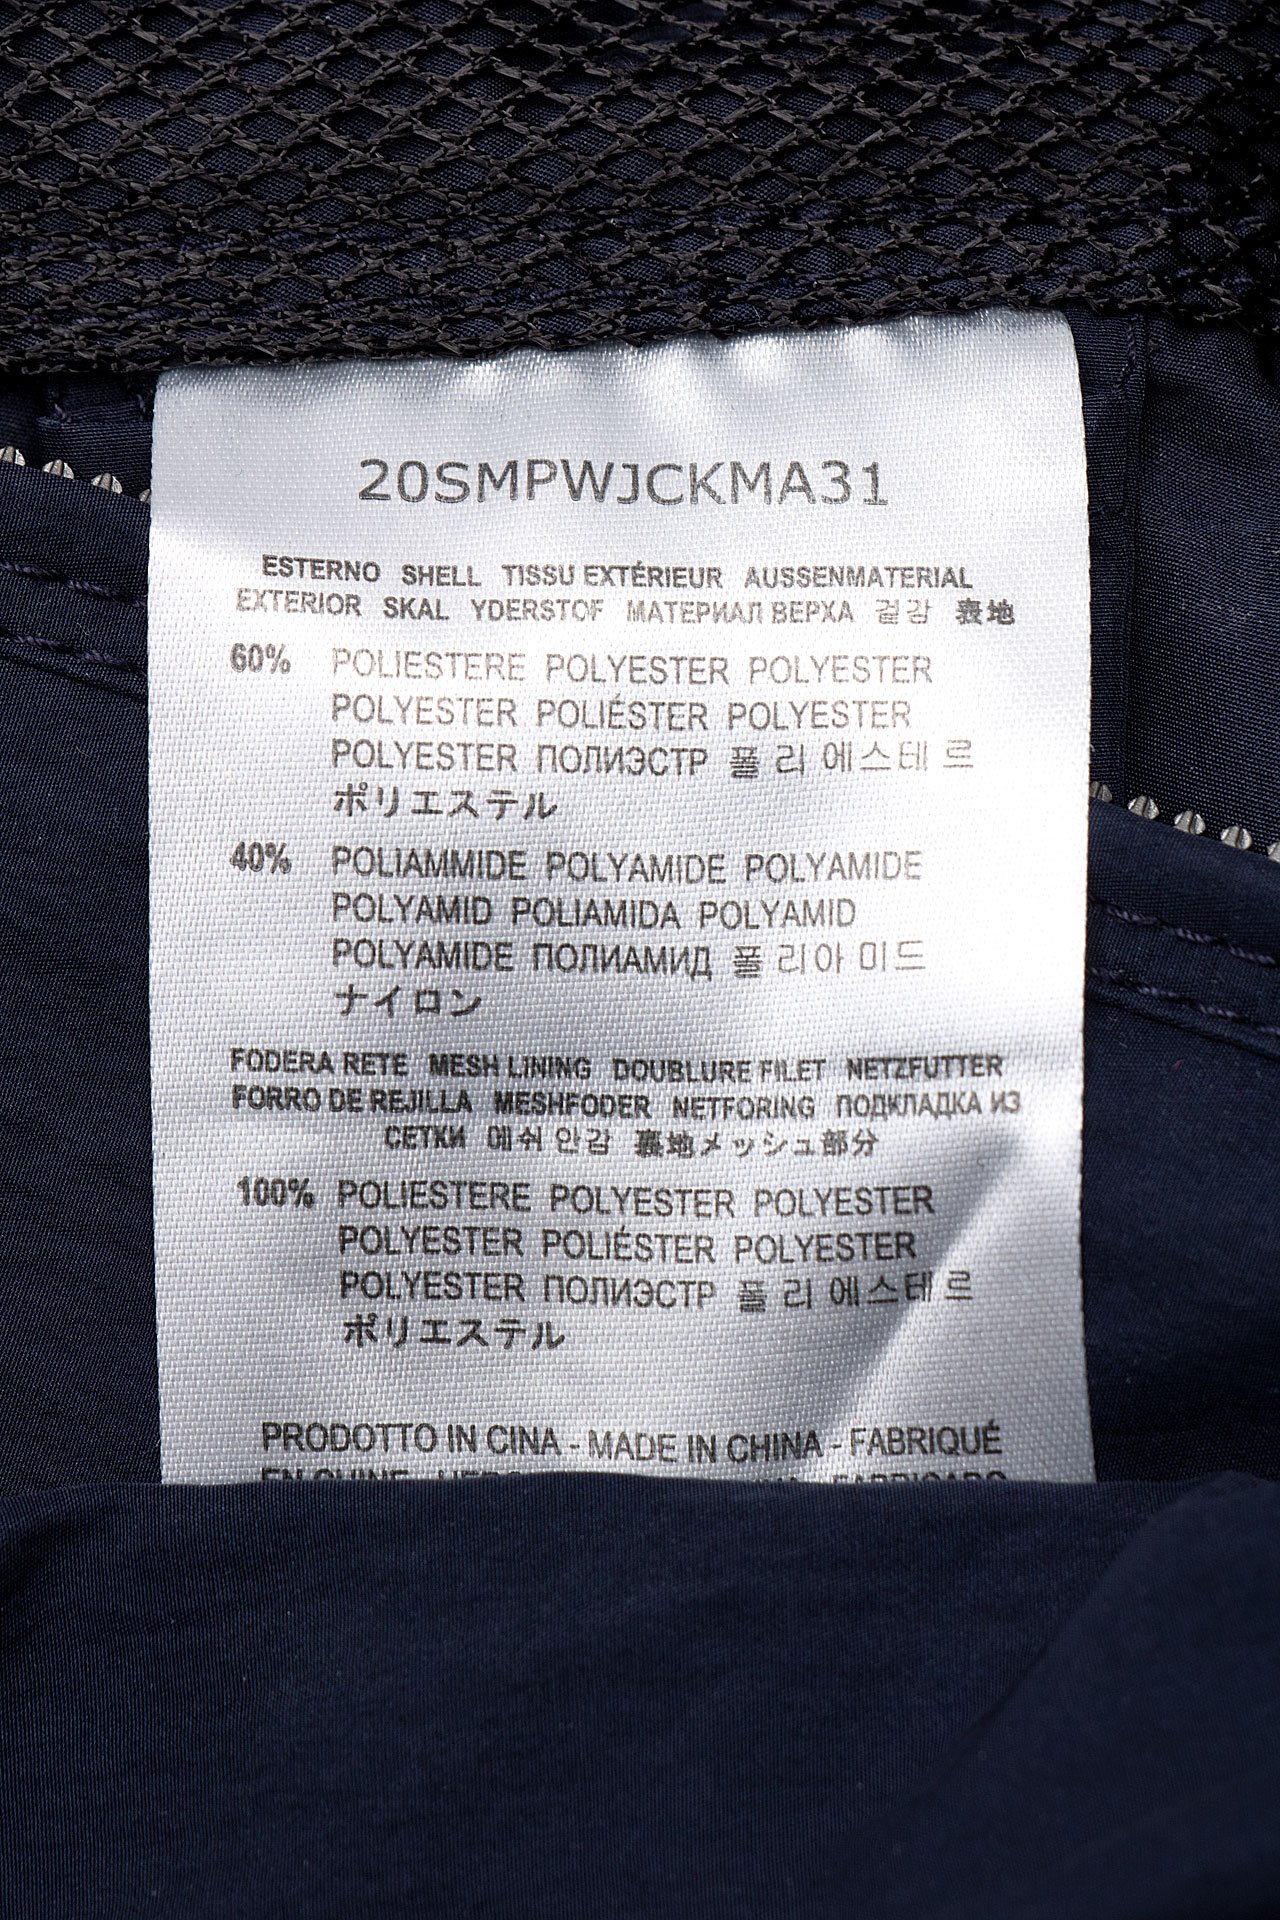 20SMPWJCKMA31
ESTERNO SHELL TISSU EXTÉRIEUR AUSSENMATERIAL
EXTERIOR SKAL YDERSTOF МАТЕРИАЛ ВЕРХА 겉감 表地
60% POLIESTERE POLYESTER POLYESTER
POLYESTER POLIÉSTER POLYESTER
POLYESTER ПОЛИЭСТР 폴리에스테르
ポリエステル
40% POLIAMMIDE POLYAMIDE POLYAMIDE
POLYAMID POLIAMIDA POLYAMID
POLYAMIDE ПОЛИАМИД 폴리아미드
ナイロン
FODERA RETE MESH LINING DOUBLURE FILET NETZFUTTER
FORRO DE REJILLA MESHFODER NETFORING ПОДКЛАДКА ИЗ
СЕТКИ 메쉬안감 裏地メッシュ部分
100% POLIESTERE POLYESTER POLYESTER
POLYESTER POLIÉSTER POLYESTER
POLYESTER ПОЛИЭСТР 폴리에스테르
ポリエステル
PRODOTTO IN CINA - MADE IN CHINA - FABRIQUÉ